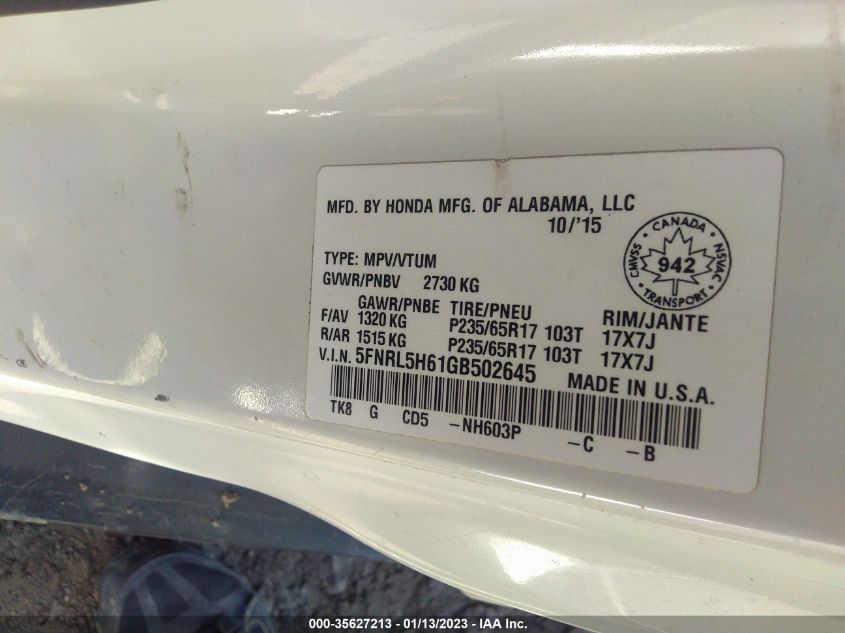 MFD. BY HONDA MFG. OF ALABAMA, LLC
10/'15
TYPE: MPV/VTUM
GVWR/PNBV 2730 KG
GAWR/PNBE TIRE/PNEU RIM/JANTE
F/AV 1320 KG P235/65R17 103T 17X7J
R/AR 1515 KG P235/65R17 103T 17X7J
V.I.N. 5FNRL5H61GB502645 MADE IN U.S.A.
TK8 G CD5 -NH603P -C -B
CANADA
CMVSS 942 NSVAC
TRANSPORT
000-35627213 - 01/13/2023 - IAA Inc.